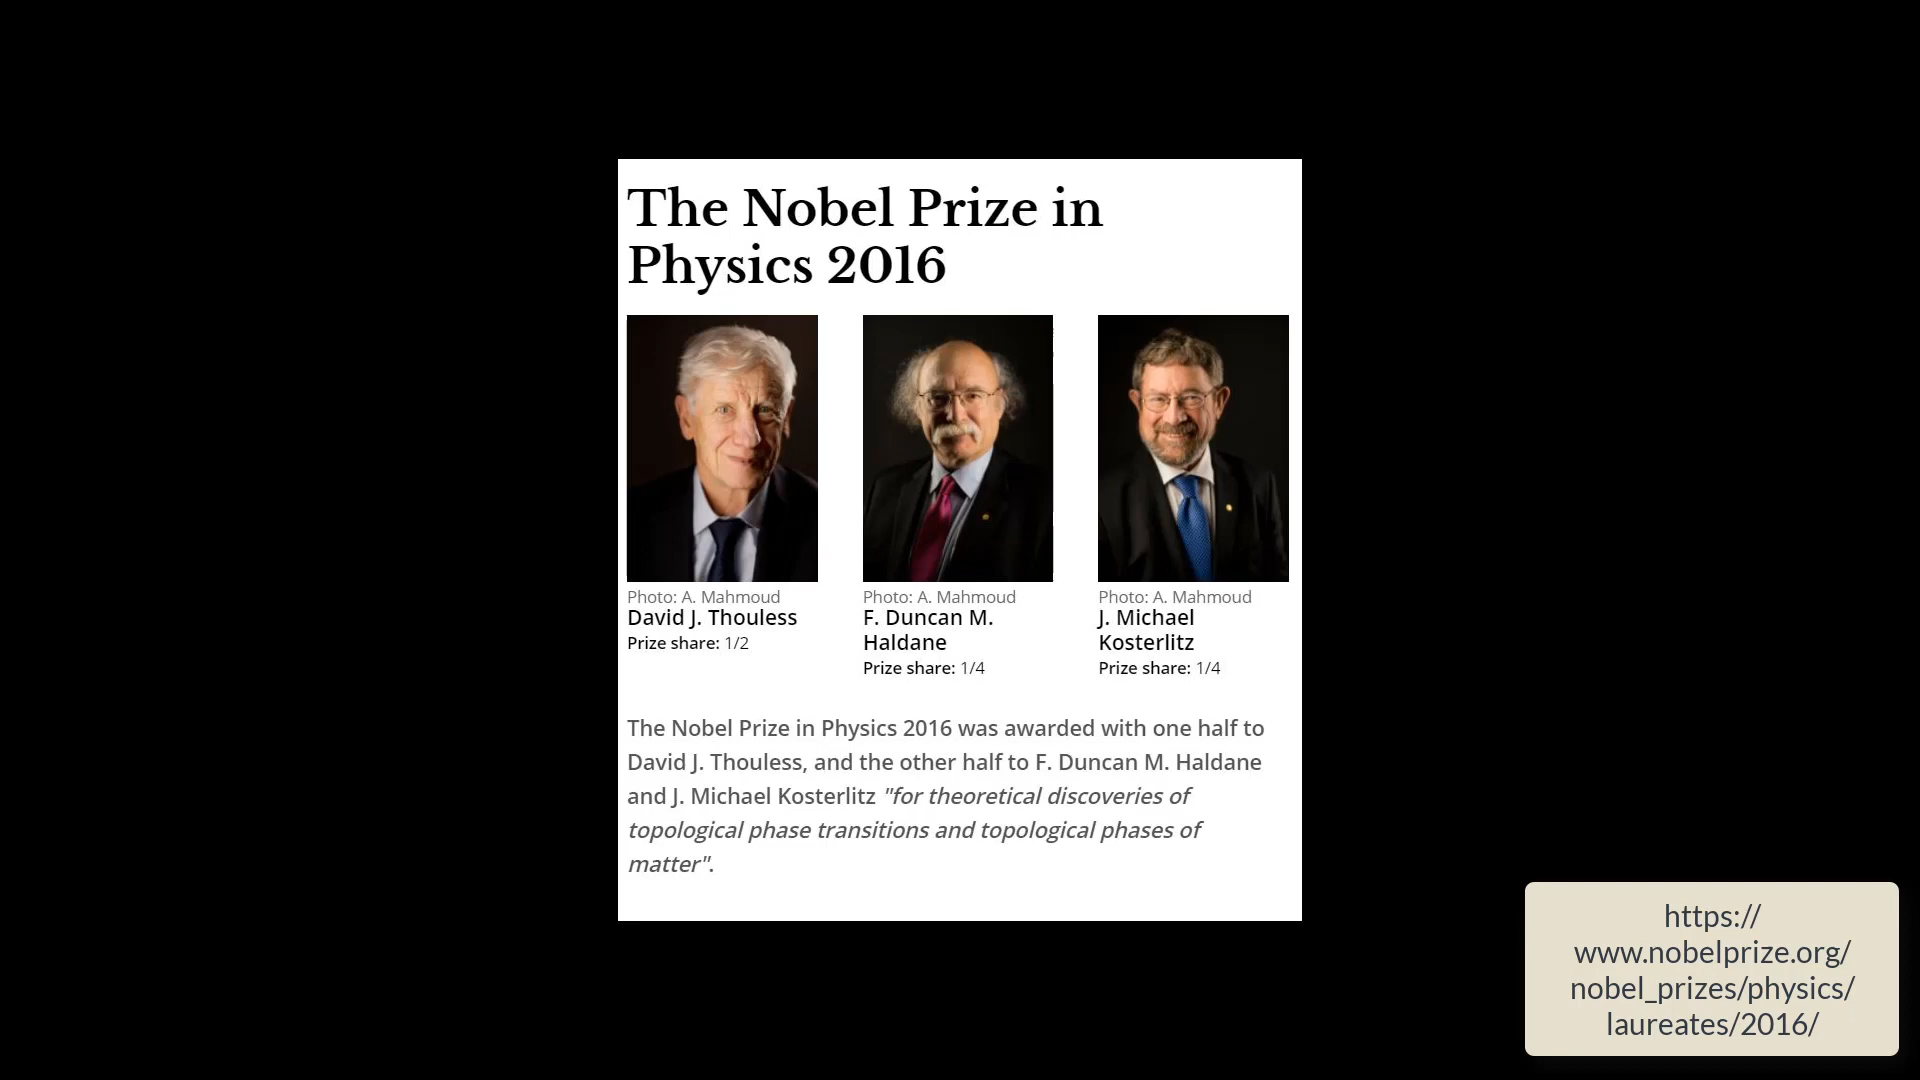 The Nobel Prize in
Physics 2016
Photo: A. Mahmoud
David J. Thouless
Prize share: 1/2
Photo: A. Mahmoud
F. Duncan M.
Haldane
Prize share: 1/4
Photo: A. Mahmoud
J. Michael
Kosterlitz
Prize share: 1/4
The Nobel Prize in Physics 2016 was awarded with one half to
David J. Thouless, and the other half to F. Duncan M. Haldane
and J. Michael Kosterlitz "for theoretical discoveries of
topological phase transitions and topological phases of
matter".
https://
www.nobelprize.org/
nobel_prizes/physics/
laureates/2016/